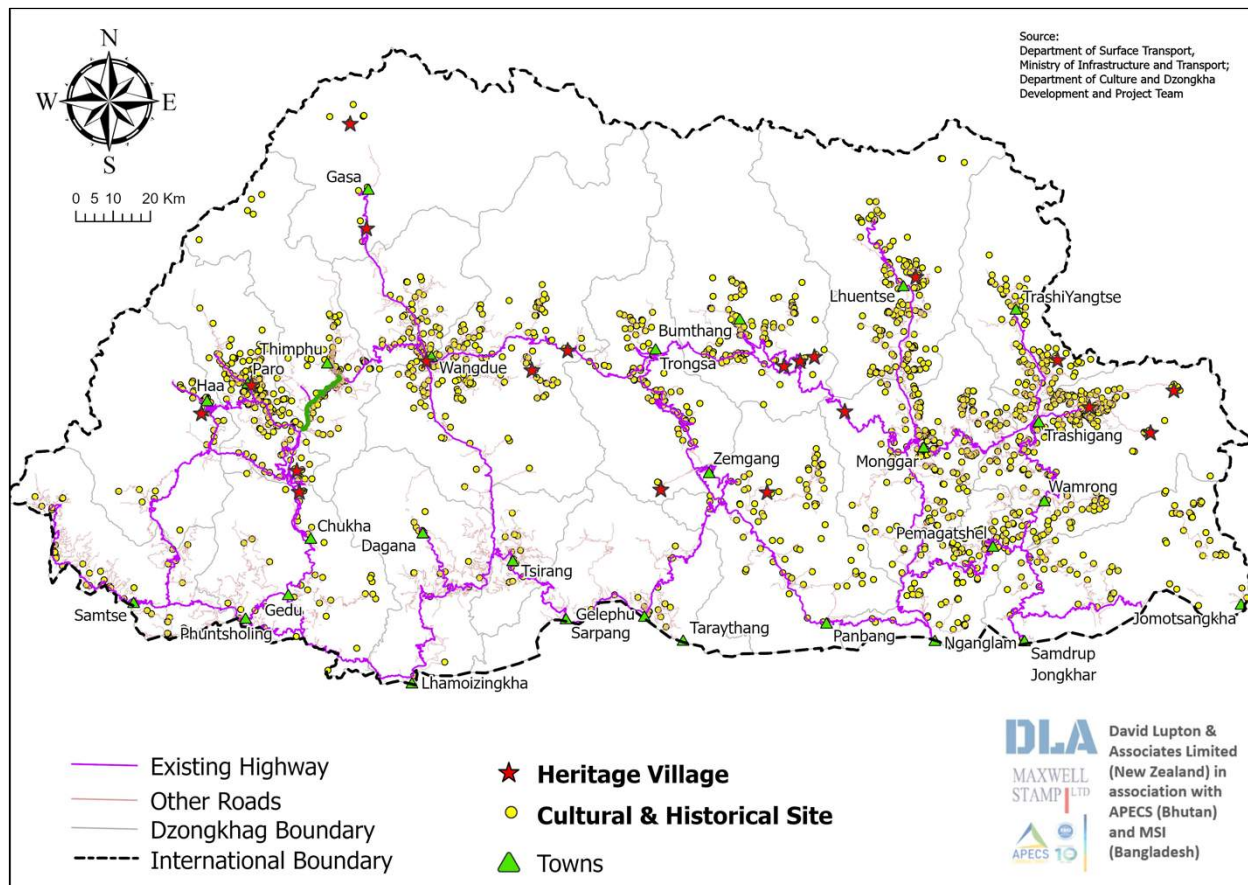 Source:
Department of Surface Transport,
Ministry of Infrastructure and Transport;
Department of Culture and Dzongkha
Development and Project Team
N
W
E
S
0 5 10 20 Km
Gasa
Lhuentse
TrashiYangtse
Bumthang
Thimphu
Paro
Trongsa
Wangdue
Haa
Trashigang
Monggar
Zemgang
Wamrong
Chukha
Dagana
Pemagatshel
Tsirang
Samtse
Gedu
Gelephu
Jomotsangkha
Phuntsholing
Sarpang
Taraythang
Panbang
Nganglam
Samdrup
Jongkhar
Lhamoizingkha
Existing Highway
Other Roads
Dzongkhag Boundary
International Boundary
Heritage Village
Cultural & Historical Site
Towns
DLA
MAXWELL
STAMP LTD
APECS
10
David Lupton &
Associates Limited
(New Zealand) in
association with
APECS (Bhutan)
and MSI
(Bangladesh)